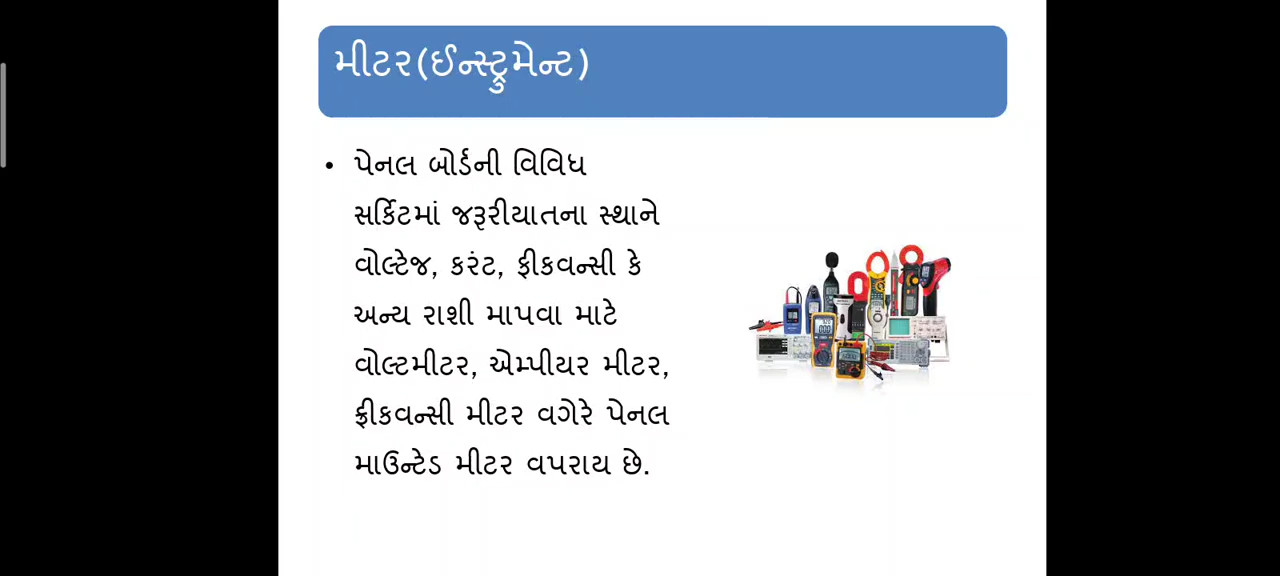 મીટર(ઈન્સ્ટ્રુમેન્ટ)
• પેનલ બોર્ડની વિવિધ
સર્કિટમાં જરૂરીયાતના સ્થાને
વોલ્ટેજ, કરંટ, ફ્રીકવન્સી કે
અન્ય રાશી માપવા માટે
વોલ્ટમીટર, એમ્પીયર મીટર,
ફ્રીકવન્સી મીટર વગેરે પેનલ
માઉન્ટેડ મીટર વપરાય છે.